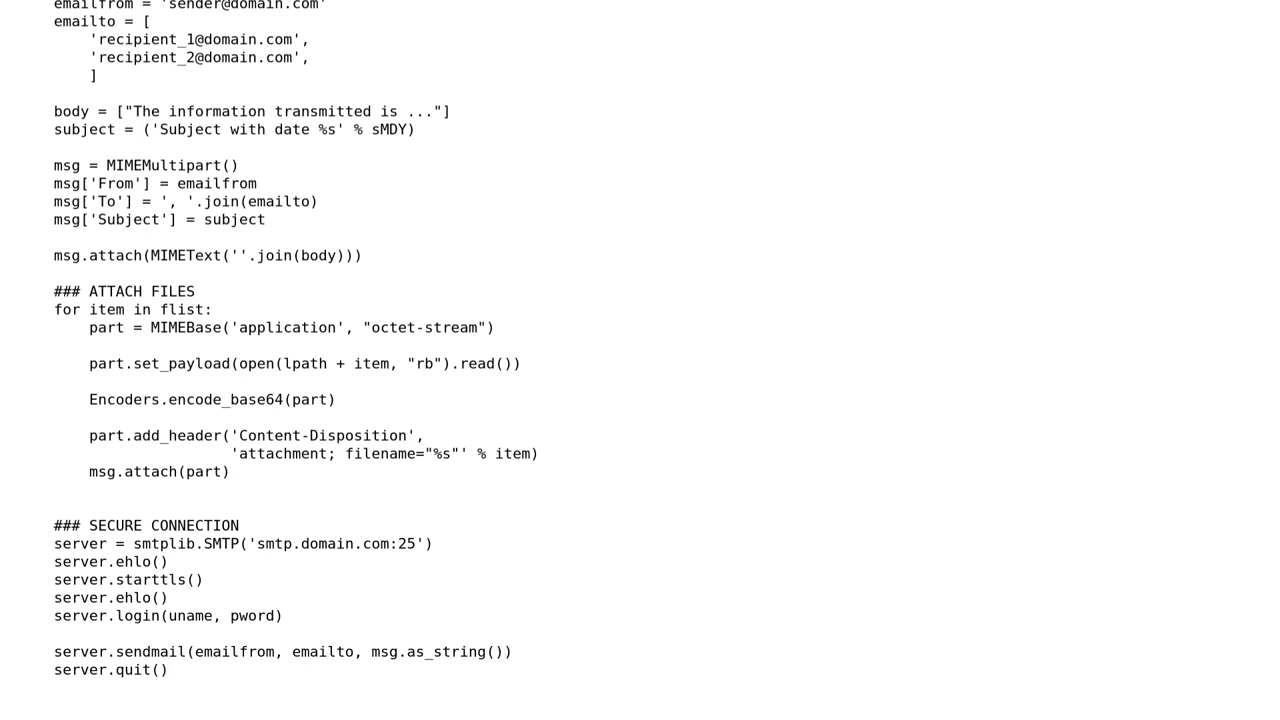 emailfrom = 'sender@domain.com'
emailto = [
    'recipient_1@domain.com',
    'recipient_2@domain.com',
    ]

body = ["The information transmitted is ..."]
subject = ('Subject with date %s' % sMDY)

msg = MIMEMultipart()
msg['From'] = emailfrom
msg['To'] = ', '.join(emailto)
msg['Subject'] = subject

msg.attach(MIMEText(''.join(body)))

### ATTACH FILES
for item in flist:
    part = MIMEBase('application', "octet-stream")

    part.set_payload(open(lpath + item, "rb").read())

    Encoders.encode_base64(part)

    part.add_header('Content-Disposition',
                    'attachment; filename="%s"' % item)
    msg.attach(part)


### SECURE CONNECTION
server = smtplib.SMTP('smtp.domain.com:25')
server.ehlo()
server.starttls()
server.ehlo()
server.login(uname, pword)

server.sendmail(emailfrom, emailto, msg.as_string())
server.quit()